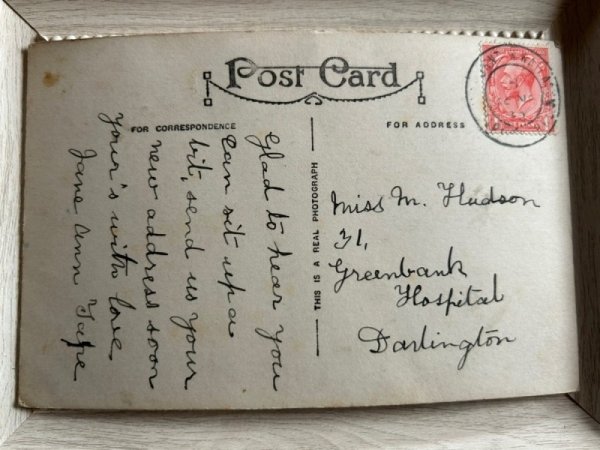 Post Card
FOR CORRESPONDENCE
FOR ADDRESS
THIS IS A REAL PHOTOGRAPH
Glad to hear you
can sit up a
bit, send us your
new address soon
your's with love
Jane Ann
Miss M. Hudson
31,
Greenbank
Hospital
Darlington